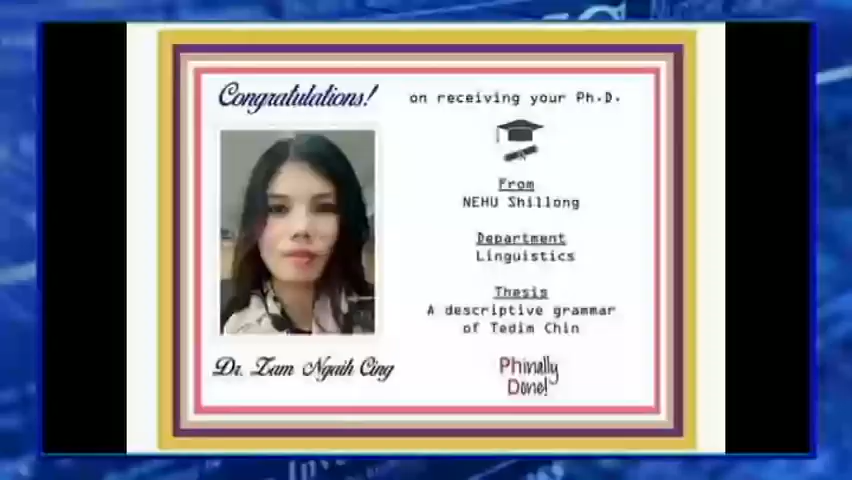 Congratulations!
on receiving your Ph.D.
From
NEHU Shillong
Department
Linguistics
Thesis
A descriptive grammar
of Tedim Chin
Dr. Zam Ngaih Cing
Phinally
Done!